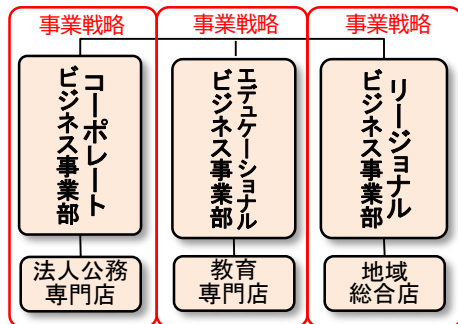 事業戦略
事業戦略
事業戦略
コーポレート
ビジネス事業部
エデュケーショナル
ビジネス事業部
リージョナル
ビジネス事業部
法人公務
専門店
教育
専門店
地域
総合店